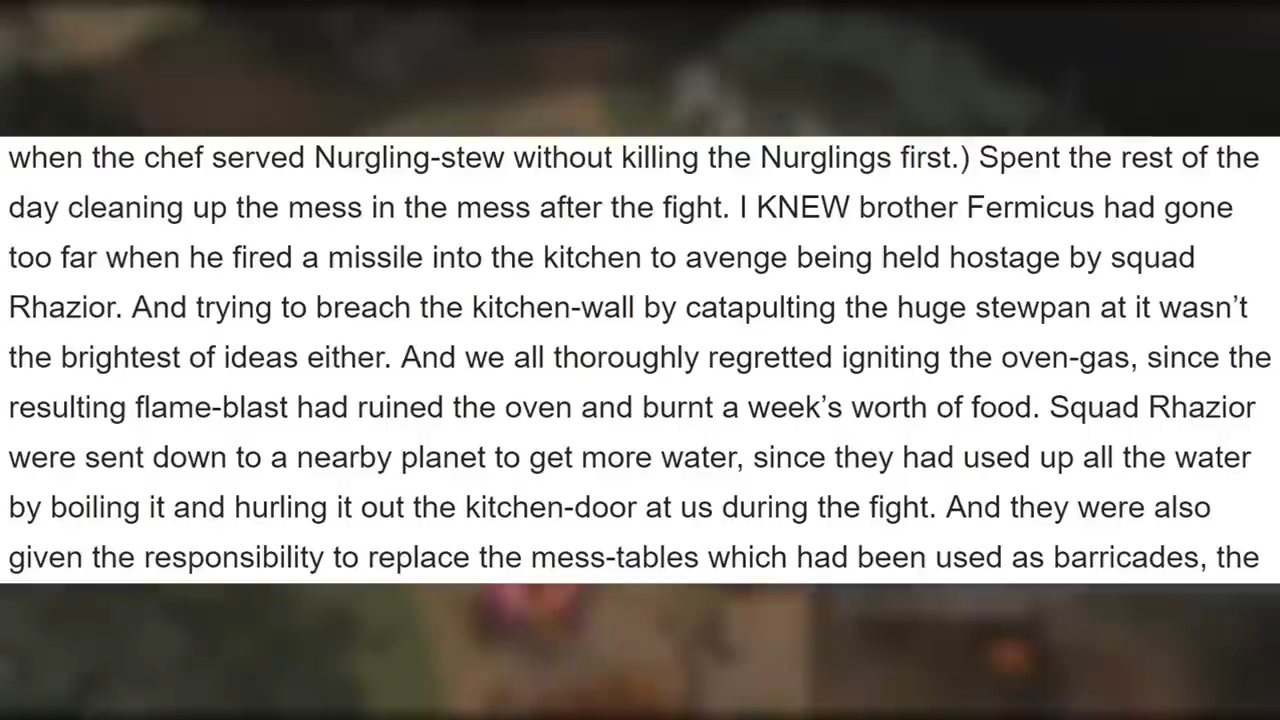 when the chef served Nurgling-stew without killing the Nurglings first.) Spent the rest of the
day cleaning up the mess in the mess after the fight. I KNEW brother Fermicus had gone
too far when he fired a missile into the kitchen to avenge being held hostage by squad
Rhazior. And trying to breach the kitchen-wall by catapulting the huge stewpan at it wasn’t
the brightest of ideas either. And we all thoroughly regretted igniting the oven-gas, since the
resulting flame-blast had ruined the oven and burnt a week’s worth of food. Squad Rhazior
were sent down to a nearby planet to get more water, since they had used up all the water
by boiling it and hurling it out the kitchen-door at us during the fight. And they were also
given the responsibility to replace the mess-tables which had been used as barricades, the